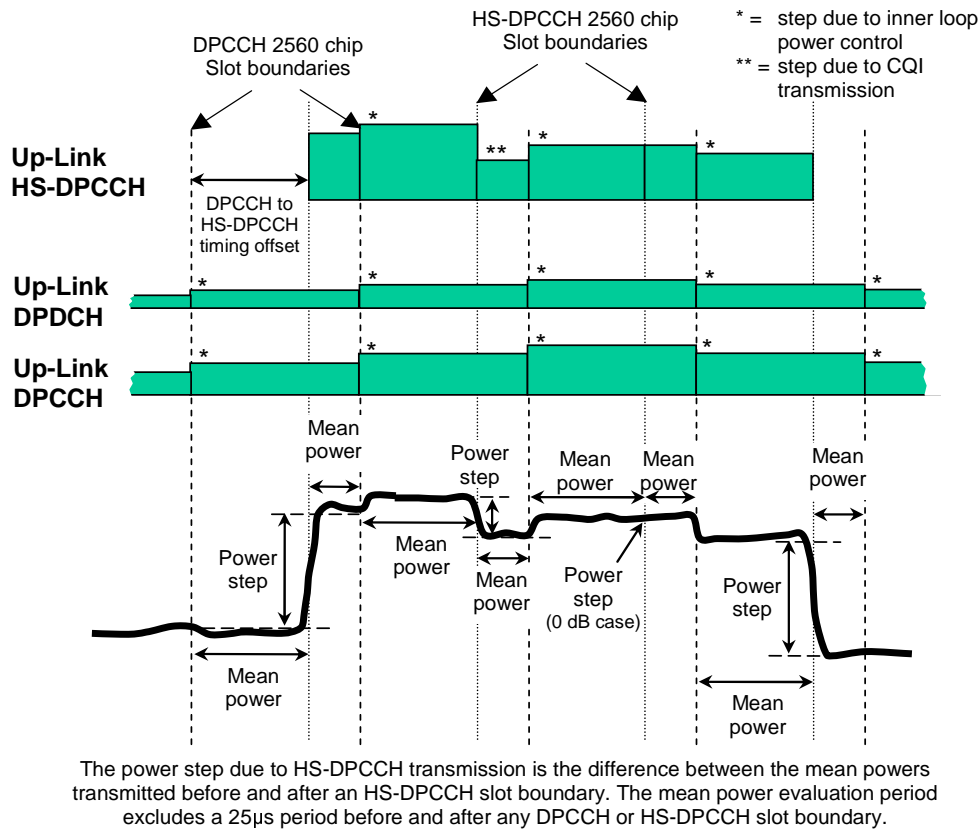 DPCCH 2560 chip
Slot boundaries
HS-DPCCH 2560 chip
Slot boundaries
* = step due to inner loop
power control
** = step due to CQI
transmission
Up-Link
HS-DPCCH
*
**
*
*
DPCCH to
HS-DPCCH
timing offset
Up-Link
DPDCH
*
*
*
*
*
Up-Link
DPCCH
*
*
*
*
*
Mean
power
Power
step
Mean
power
Mean
power
Mean
power
Power
step
Mean
power
Mean
power
Power
step
(0 dB case)
Power
step
Mean
power
Mean
power
The power step due to HS-DPCCH transmission is the difference between the mean powers
transmitted before and after an HS-DPCCH slot boundary. The mean power evaluation period
excludes a 25µs period before and after any DPCCH or HS-DPCCH slot boundary.